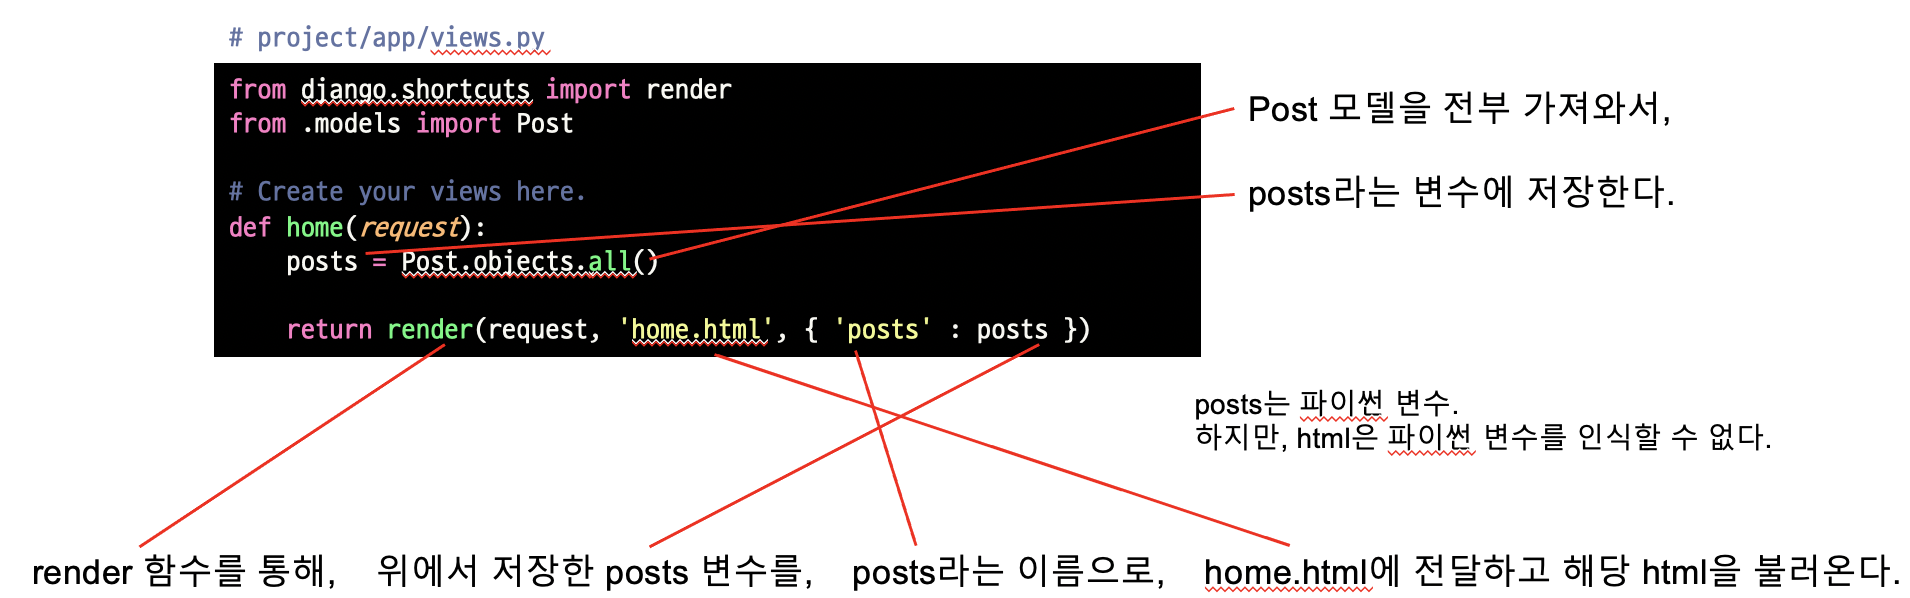 # project/app/views.py
from django.shortcuts import render
from .models import Post
# Create your views here.
def home(request):
    posts = Post.objects.all()
    return render(request, 'home.html', { 'posts' : posts })
Post 모델을 전부 가져와서,
posts라는 변수에 저장한다.
posts는 파이썬 변수.
하지만, html은 파이썬 변수를 인식할 수 없다.
render 함수를 통해, 위에서 저장한 posts 변수를, posts라는 이름으로, home.html에 전달하고 해당 html을 불러온다.